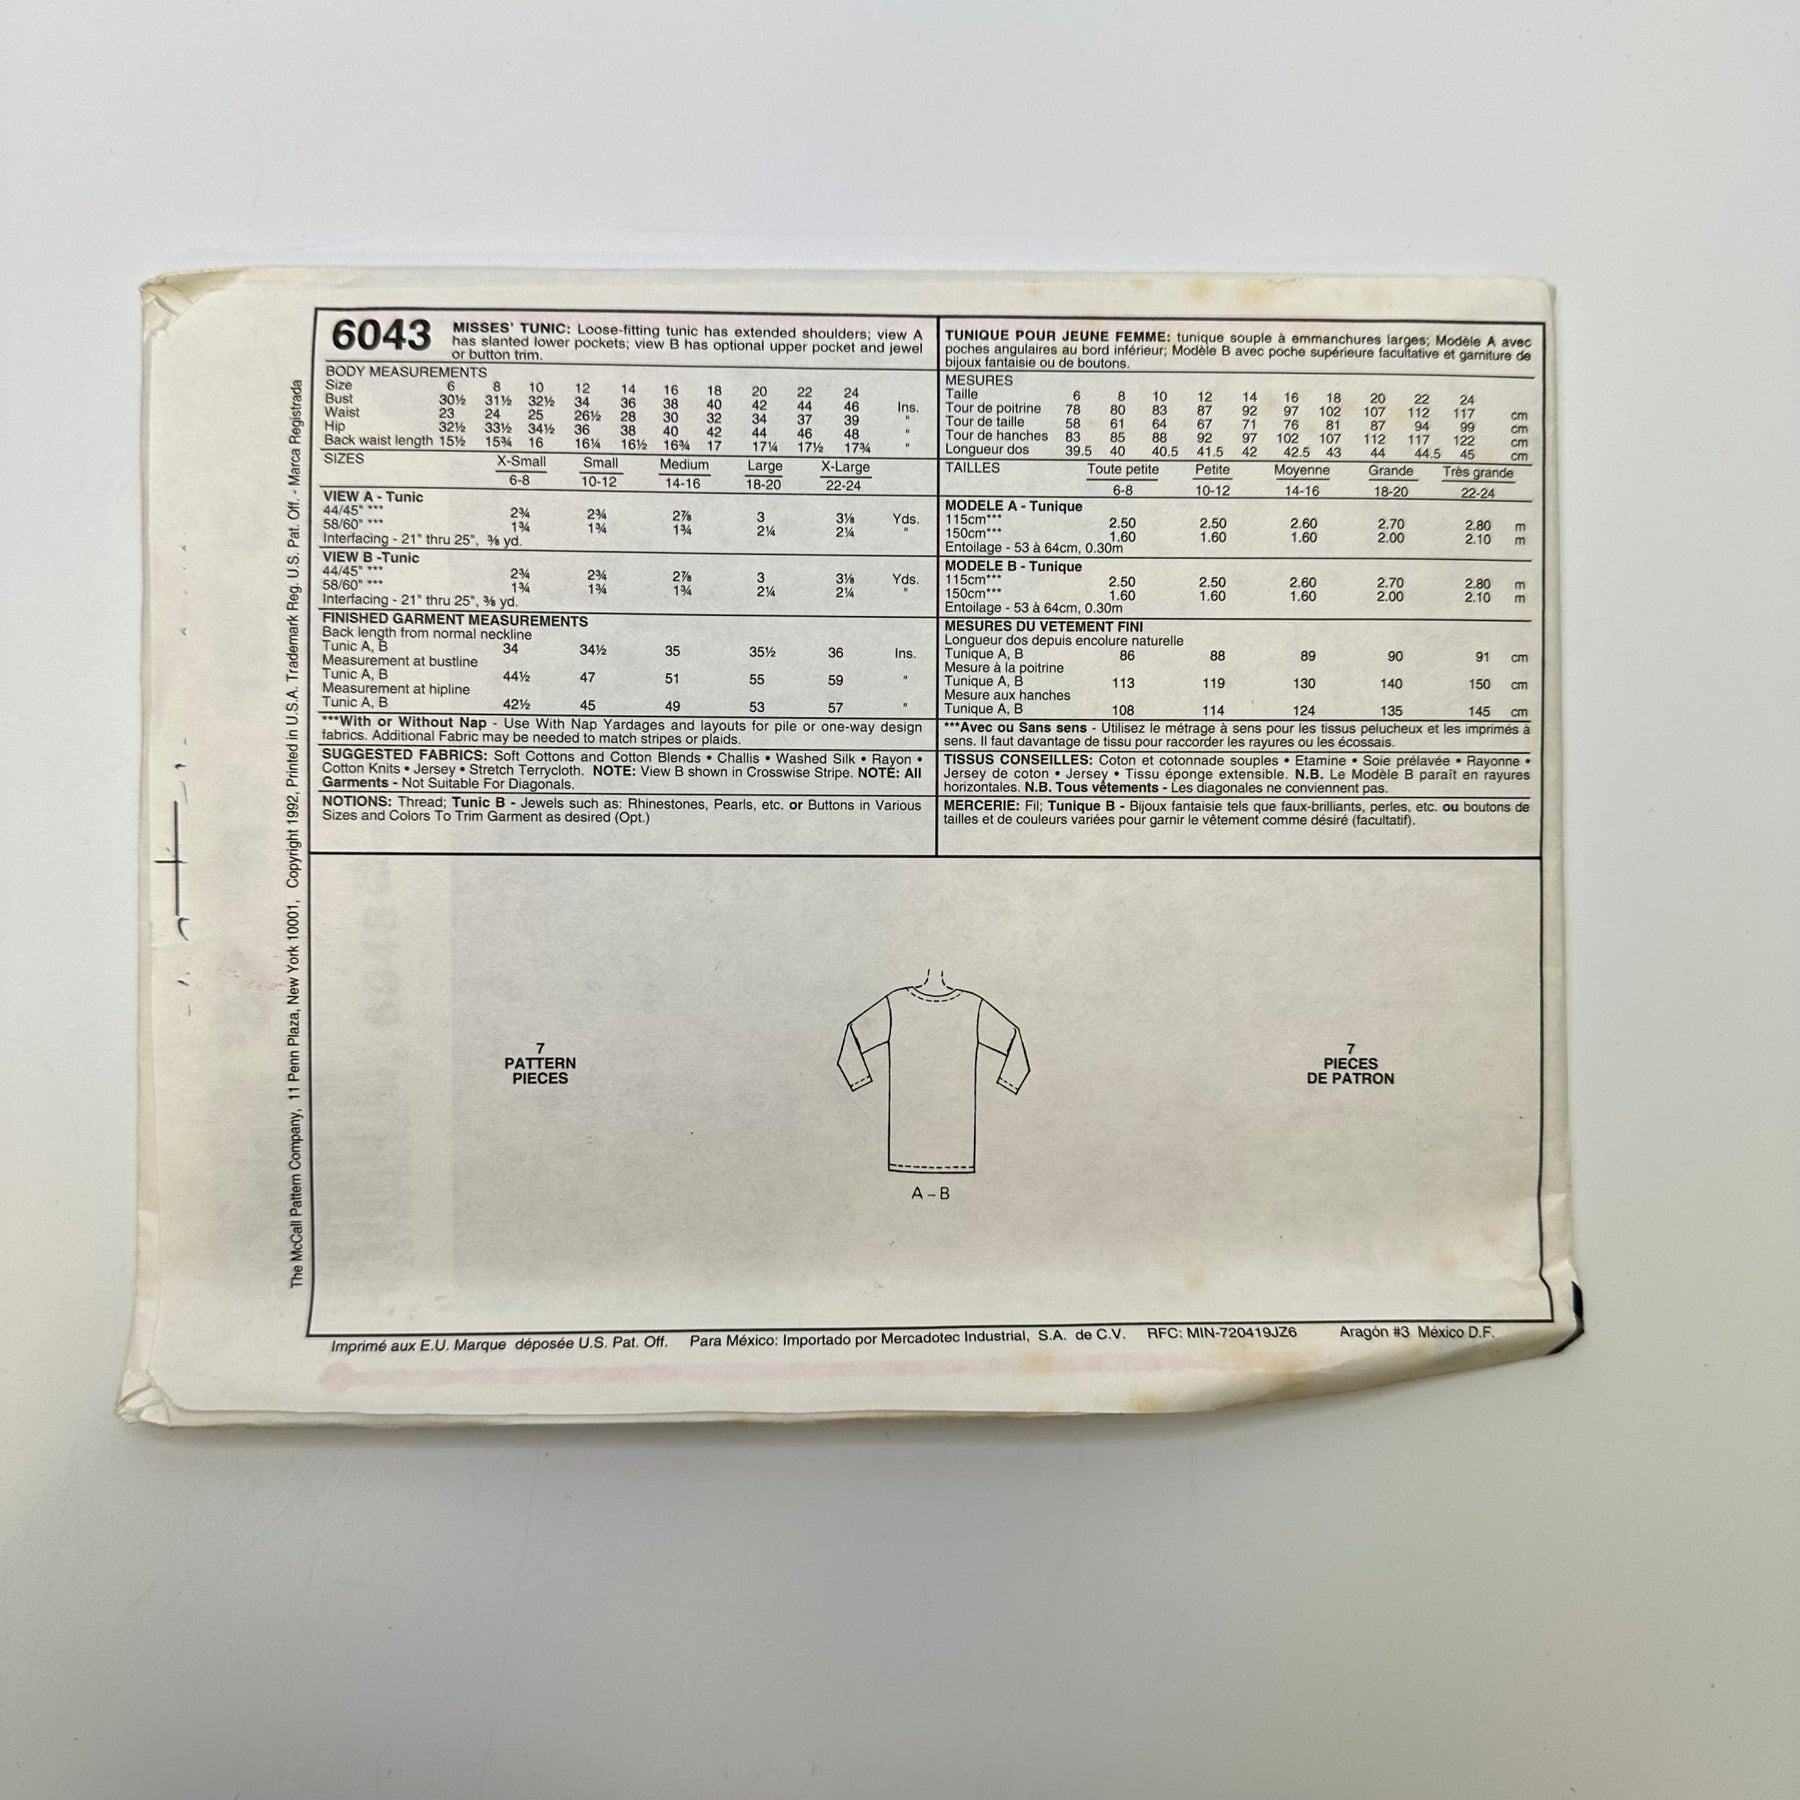 6043
MISSES' TUNIC: Loose-fitting tunic has extended shoulders; view A
has slanted lower pockets; view B has optional upper pocket and jewel
or button trim.
BODY MEASUREMENTS
Size 6 8 10 12 14 16 18 20 22 24
Bust 30½ 31½ 32½ 34 36 38 40 42 44 46 Ins.
Waist 23 24 25 26½ 28 30 32 34 37 39 "
Hip 32½ 33½ 34½ 36 38 40 42 44 46 48 "
Back waist length 15½ 15¾ 16 16¼ 16½ 16¾ 17 17¼ 17½ 17¾ "
SIZES X-Small Small Medium Large X-Large
6-8 10-12 14-16 18-20 22-24
VIEW A - Tunic
44/45" *** 2¾ 2¾ 2⅞ 3 3⅛ Yds.
58/60" *** 1¾ 1¾ 1¾ 2¼ 2¼ "
Interfacing - 21" thru 25", ⅜ yd.
VIEW B -Tunic
44/45" *** 2¾ 2¾ 2⅞ 3 3⅛ Yds.
58/60" *** 1¾ 1¾ 1¾ 2¼ 2¼ "
Interfacing - 21" thru 25", ⅜ yd.
FINISHED GARMENT MEASUREMENTS
Back length from normal neckline
Tunic A, B 34 34½ 35 35½ 36 Ins.
Measurement at bustline
Tunic A, B 44½ 47 51 55 59 "
Measurement at hipline
Tunic A, B 42½ 45 49 53 57 "
***With or Without Nap - Use With Nap Yardages and layouts for pile or one-way design
fabrics. Additional Fabric may be needed to match stripes or plaids.
SUGGESTED FABRICS: Soft Cottons and Cotton Blends • Challis • Washed Silk • Rayon •
Cotton Knits • Jersey • Stretch Terrycloth. NOTE: View B shown in Crosswise Stripe. NOTE: All
Garments - Not Suitable For Diagonals.
NOTIONS: Thread; Tunic B - Jewels such as: Rhinestones, Pearls, etc. or Buttons in Various
Sizes and Colors To Trim Garment as desired (Opt.)
TUNIQUE POUR JEUNE FEMME: tunique souple à emmanchures larges; Modèle A avec
poches angulaires au bord inférieur; Modèle B avec poche supérieure facultative et garniture de
bijoux fantaisie ou de boutons.
MESURES
Taille 6 8 10 12 14 16 18 20 22 24
Tour de poitrine 78 80 83 87 92 97 102 107 112 117 cm
Tour de taille 58 61 64 67 71 76 81 87 94 99 cm
Tour de hanches 83 85 88 92 97 102 107 112 117 122 cm
Longueur dos 39.5 40 40.5 41.5 42 42.5 43 44 44.5 45 cm
TAILLES Toute petite Petite Moyenne Grande Très grande
6-8 10-12 14-16 18-20 22-24
MODELE A - Tunique
115cm*** 2.50 2.50 2.60 2.70 2.80 m
150cm*** 1.60 1.60 1.60 2.00 2.10 m
Entoilage - 53 à 64cm, 0.30m
MODELE B - Tunique
115cm*** 2.50 2.50 2.60 2.70 2.80 m
150cm*** 1.60 1.60 1.60 2.00 2.10 m
Entoilage - 53 à 64cm, 0.30m
MESURES DU VETEMENT FINI
Longueur dos depuis encolure naturelle
Tunique A, B 86 88 89 90 91 cm
Mesure à la poitrine
Tunique A, B 113 119 130 140 150 cm
Mesure aux hanches
Tunique A, B 108 114 124 135 145 cm
***Avec ou Sans sens - Utilisez le métrage à sens pour les tissus pelucheux et les imprimés à
sens. Il faut davantage de tissu pour raccorder les rayures ou les écossais.
TISSUS CONSEILLES: Coton et cotonnade souples • Etamine • Soie prélavée • Rayonne •
Jersey de coton • Jersey • Tissu éponge extensible. N.B. Le Modèle B paraît en rayures
horizontales. N.B. Tous vêtements - Les diagonales ne conviennent pas.
MERCERIE: Fil; Tunique B - Bijoux fantaisie tels que faux-brilliants, perles, etc. ou boutons de
tailles et de couleurs variées pour garnir le vêtement comme désiré (facultatif).
7
PATTERN
PIECES
A - B
7
PIECES
DE PATRON
The McCall Pattern Company, 11 Penn Plaza, New York 10001, Copyright 1992, Printed in U.S.A. Trademark Reg. U.S. Pat. Off. - Marca Registrada
Imprimé aux E.U. Marque déposée U.S. Pat. Off. Para México: Importado por Mercadotec Industrial, S.A. de C.V. RFC: MIN-720419JZ6 Aragón #3 México D.F.